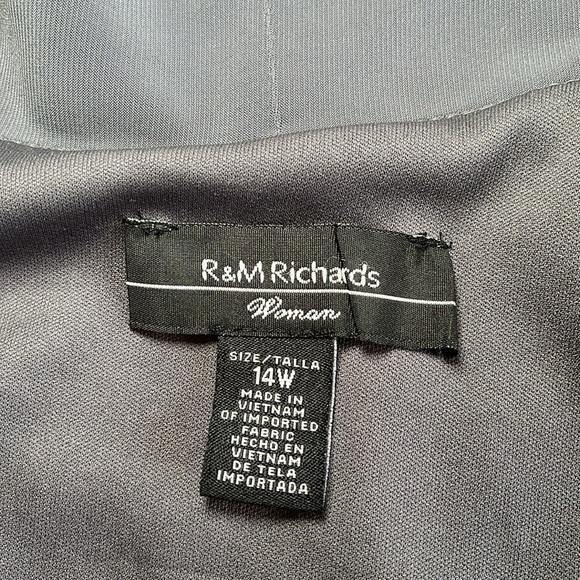 R&M Richards
Woman
SIZE/TALLA
14W
MADE IN
VIETNAM
OF IMPORTED
FABRIC
HECHO EN
VIETNAM
DE TELA
IMPORTADA